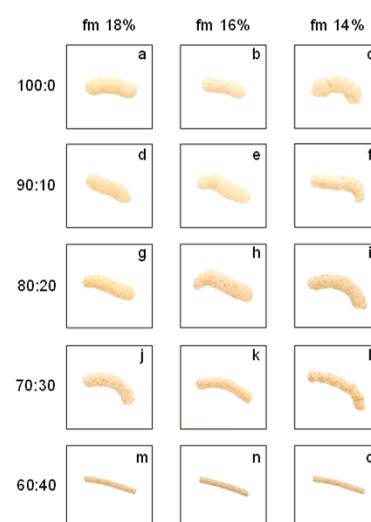 fm 18% fm 16% fm 14%
100:0 a b
90:10 d e
80:20 g h i
70:30 j k
60:40 m n